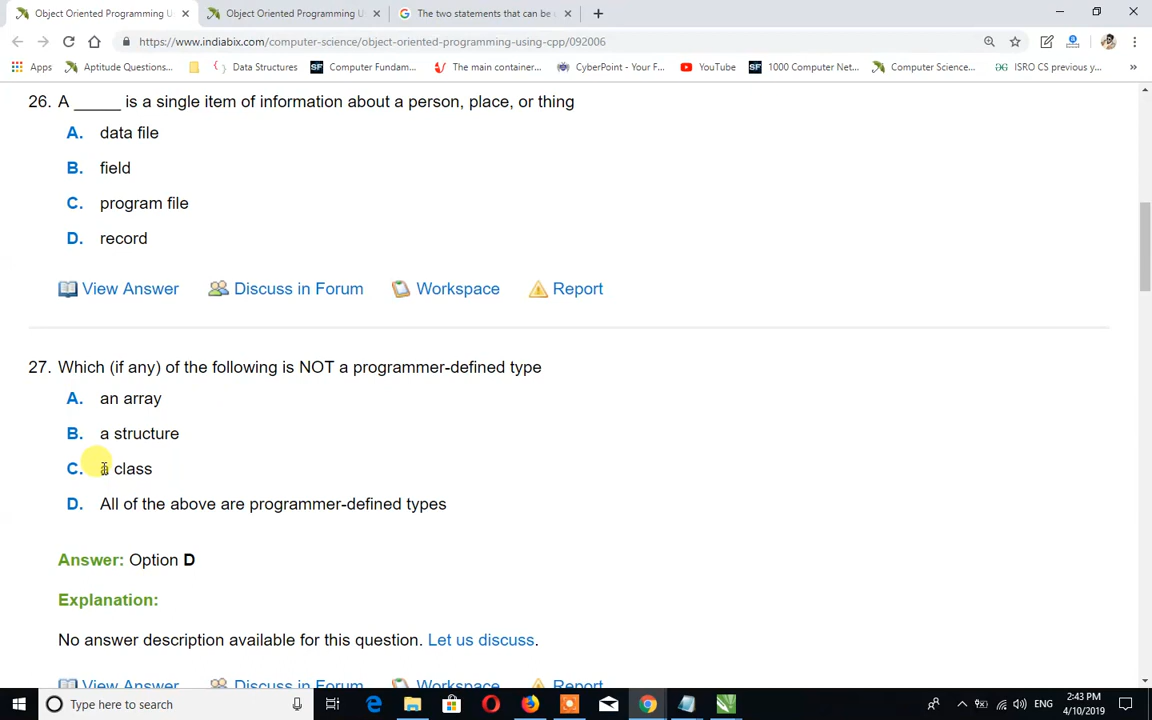 Object Oriented Programming U
Object Oriented Programming U
The two statements that can be
https://www.indiabix.com/computer-science/object-oriented-programming-using-cpp/092006
Apps
Aptitude Questions...
Data Structures
SF
Computer Fundam...
The main container...
CyberPoint - Your F...
YouTube
SF
1000 Computer Net...
Computer Science...
ISRO CS previous y...
»
26. A _____ is a single item of information about a person, place, or thing
A. data file
B. field
C. program file
D. record
View Answer
Discuss in Forum
Workspace
Report
27. Which (if any) of the following is NOT a programmer-defined type
A. an array
B. a structure
C. a class
D. All of the above are programmer-defined types
Answer: Option D
Explanation:
No answer description available for this question. Let us discuss.
View Answer
Discuss in Forum
Workspace
Report
Type here to search
ENG
2:43 PM
4/10/2019